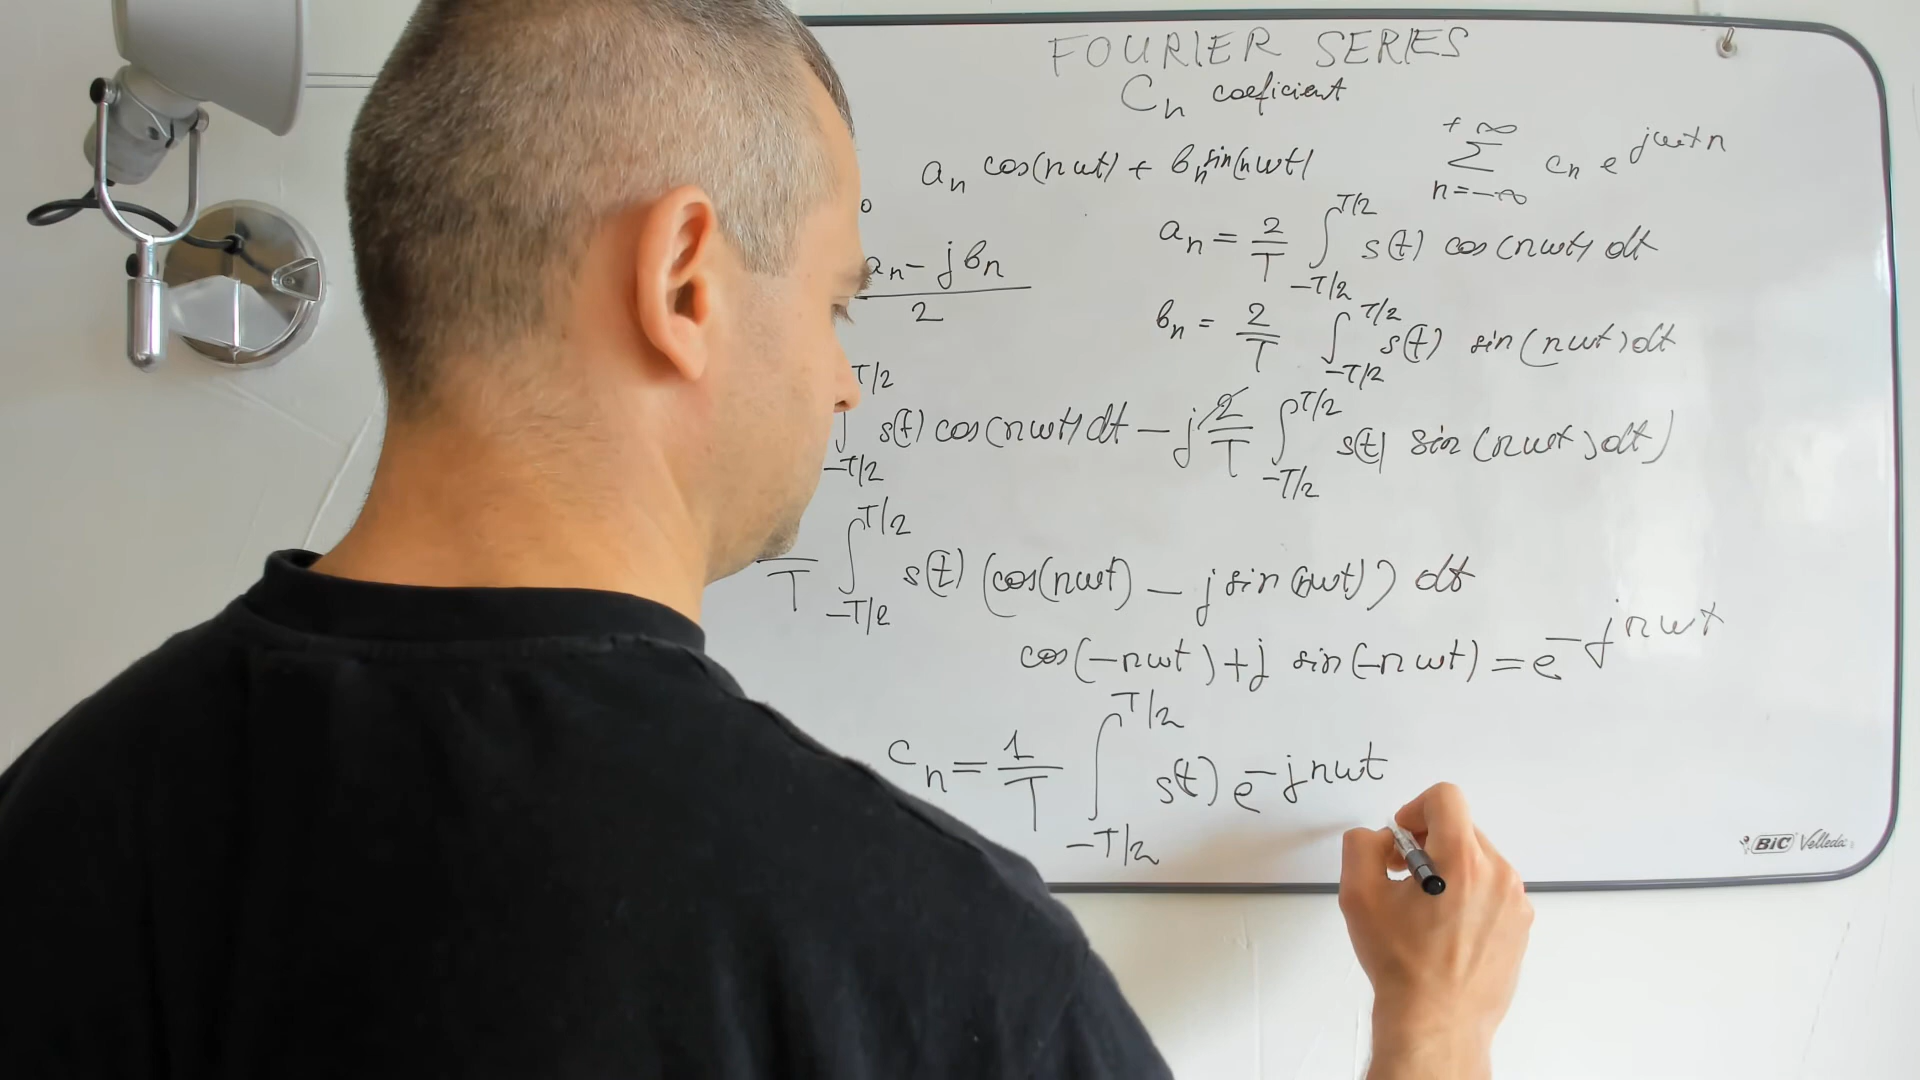 FOURIER SERIES
Cn coeficient
an cos(nωt) + bn sin(nωt)
+∞ Σ n=-∞ cn e^jωtn
an = 2/T ∫ -T/2 T/2 s(t) cos(nωt) dt
an - jbn / 2
bn = 2/T ∫ -T/2 T/2 s(t) sin(nωt) dt
∫ -T/2 T/2 s(t) cos(nωt) dt - j 2/T ∫ -T/2 T/2 s(t) sin(nωt) dt)
/T ∫ -T/2 T/2 s(t) (cos(nωt) - j sin(nωt)) dt
cos(-nωt) + j sin(-nωt) = e^-jnωt
cn = 1/T ∫ -T/2 T/2 s(t) e^-jnωt
BIC Velleda